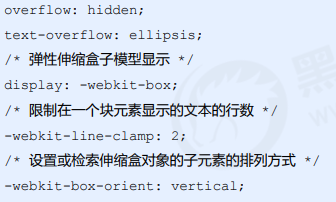 overflow: hidden;
text-overflow: ellipsis;
/* 弹性伸缩盒子模型显示 */
display: -webkit-box;
/* 限制在一个块元素显示的文本的行数 */
-webkit-line-clamp: 2;
/* 设置或检索伸缩盒对象的子元素的排列方式 */
-webkit-box-orient: vertical;